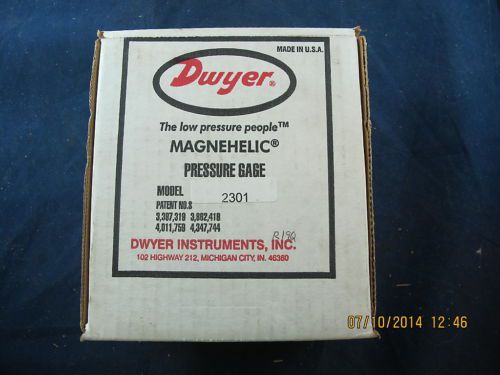 MADE IN U.S.A.
Dwyer®
The low pressure people™
MAGNEHELIC®
PRESSURE GAGE
MODEL 2301
PATENT NO.S
3,397,319 3,862,418
4,011,759 4,347,744
DWYER INSTRUMENTS, INC.
102 HIGHWAY 212, MICHIGAN CITY, IN. 46360
07/10/2014 12:46